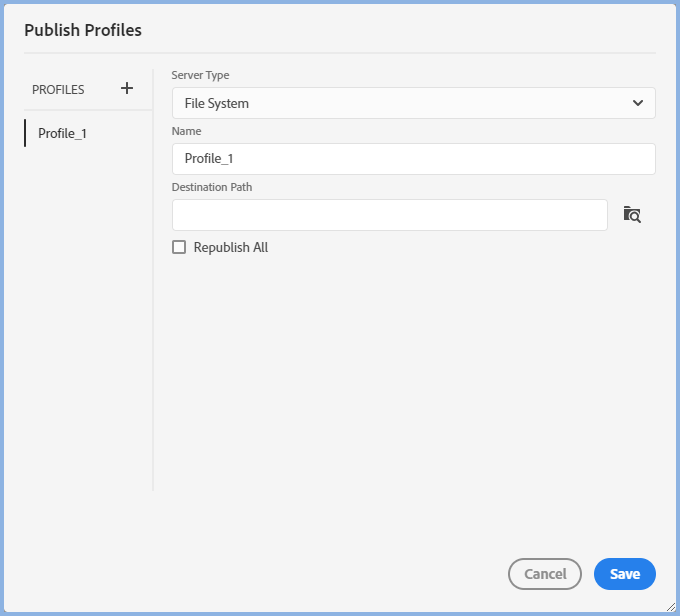 Publish Profiles
PROFILES
Profile_1
Server Type
File System
Name
Profile_1
Destination Path
Republish All
Cancel
Save